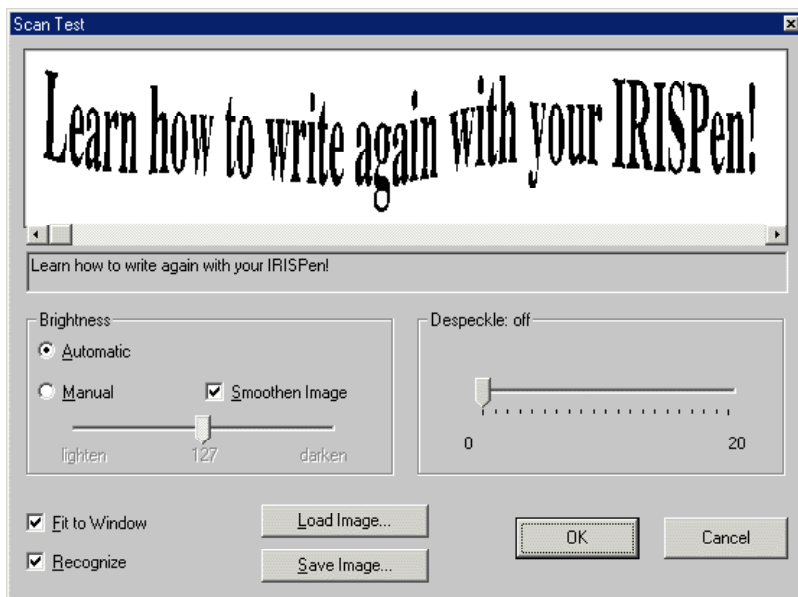 Scan Test
Learn how to write again with your IRISPen!
Learn how to write again with your IRISPen!
Brightness
Automatic
Manual
Smoothen Image
lighten 127 darken
Despeckle: off
0 20
Fit to Window
Recognize
Load Image...
Save Image...
OK
Cancel